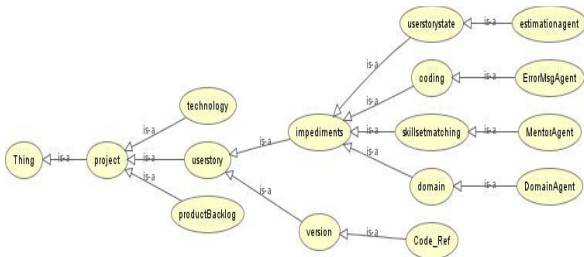 userstorystate
is-a
estimationagent
is-a
coding
is-a
ErrorMsgAgent
is-a
technology
is-a
impediments
is-a
skillsetmatching
is-a
MentorAgent
is-a
Thing
is-a
project
is-a
userstory
is-a
is-a
domain
is-a
DomainAgent
is-a
productBacklog
is-a
version
is-a
Code_Ref